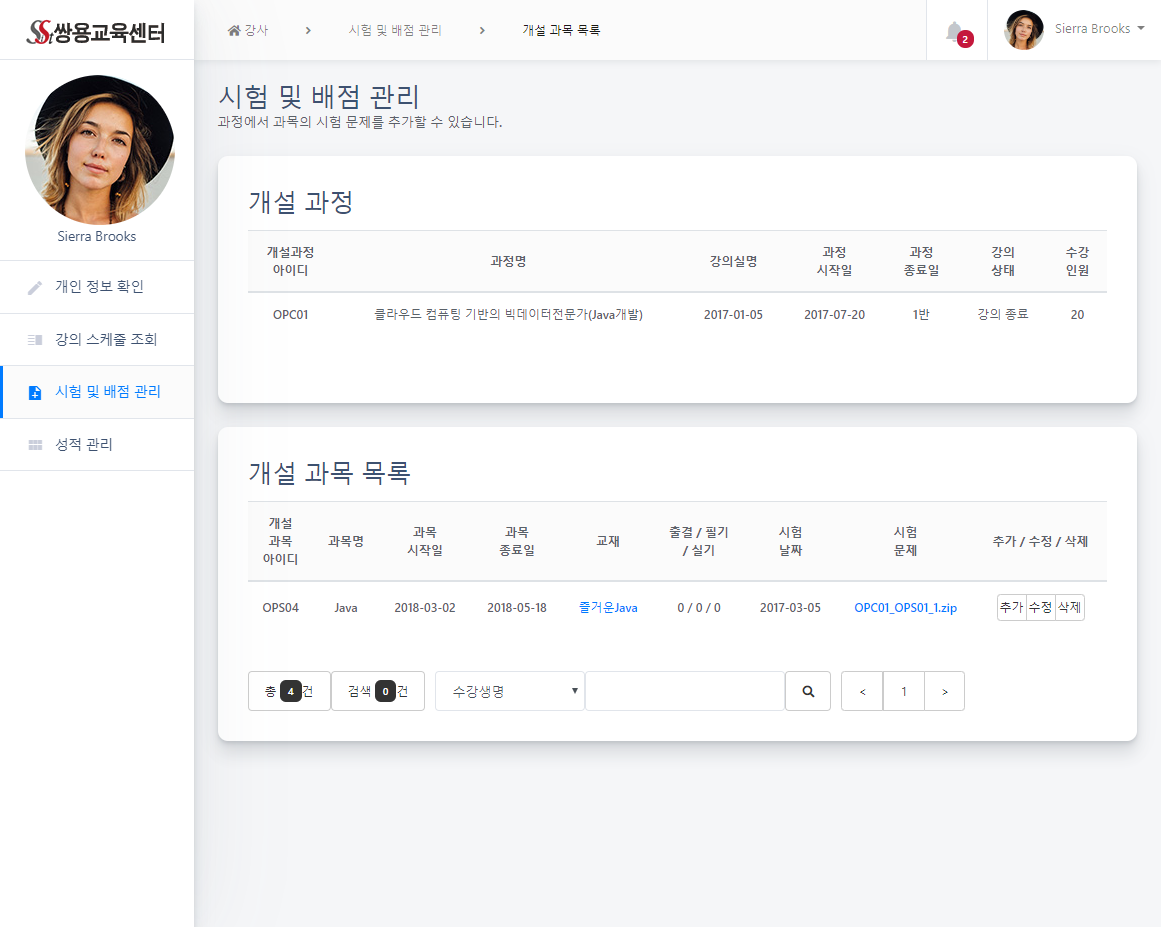 쌍용교육센터
강사
시험 및 배점 관리
개설 과목 목록
2
Sierra Brooks
Sierra Brooks
개인 정보 확인
강의 스케줄 조회
시험 및 배점 관리
성적 관리
시험 및 배점 관리
과정에서 과목의 시험 문제를 추가할 수 있습니다.
개설 과정
개설과정 아이디 과정명 강의실명 과정 시작일 과정 종료일 강의 상태 수강 인원
OPC01 클라우드 컴퓨팅 기반의 빅데이터전문가(Java개발) 2017-01-05 2017-07-20 1반 강의 종료 20
개설 과목 목록
개설 과목 아이디 과목명 과목 시작일 과목 종료일 교재 출결 / 필기 / 실기 시험 날짜 시험 문제 추가 / 수정 / 삭제
OPS04 Java 2018-03-02 2018-05-18 즐거운Java 0 / 0 / 0 2017-03-05 OPC01_OPS01_1.zip 추가 수정 삭제
총 4 건 검색 0 건 수강생명 < 1 >